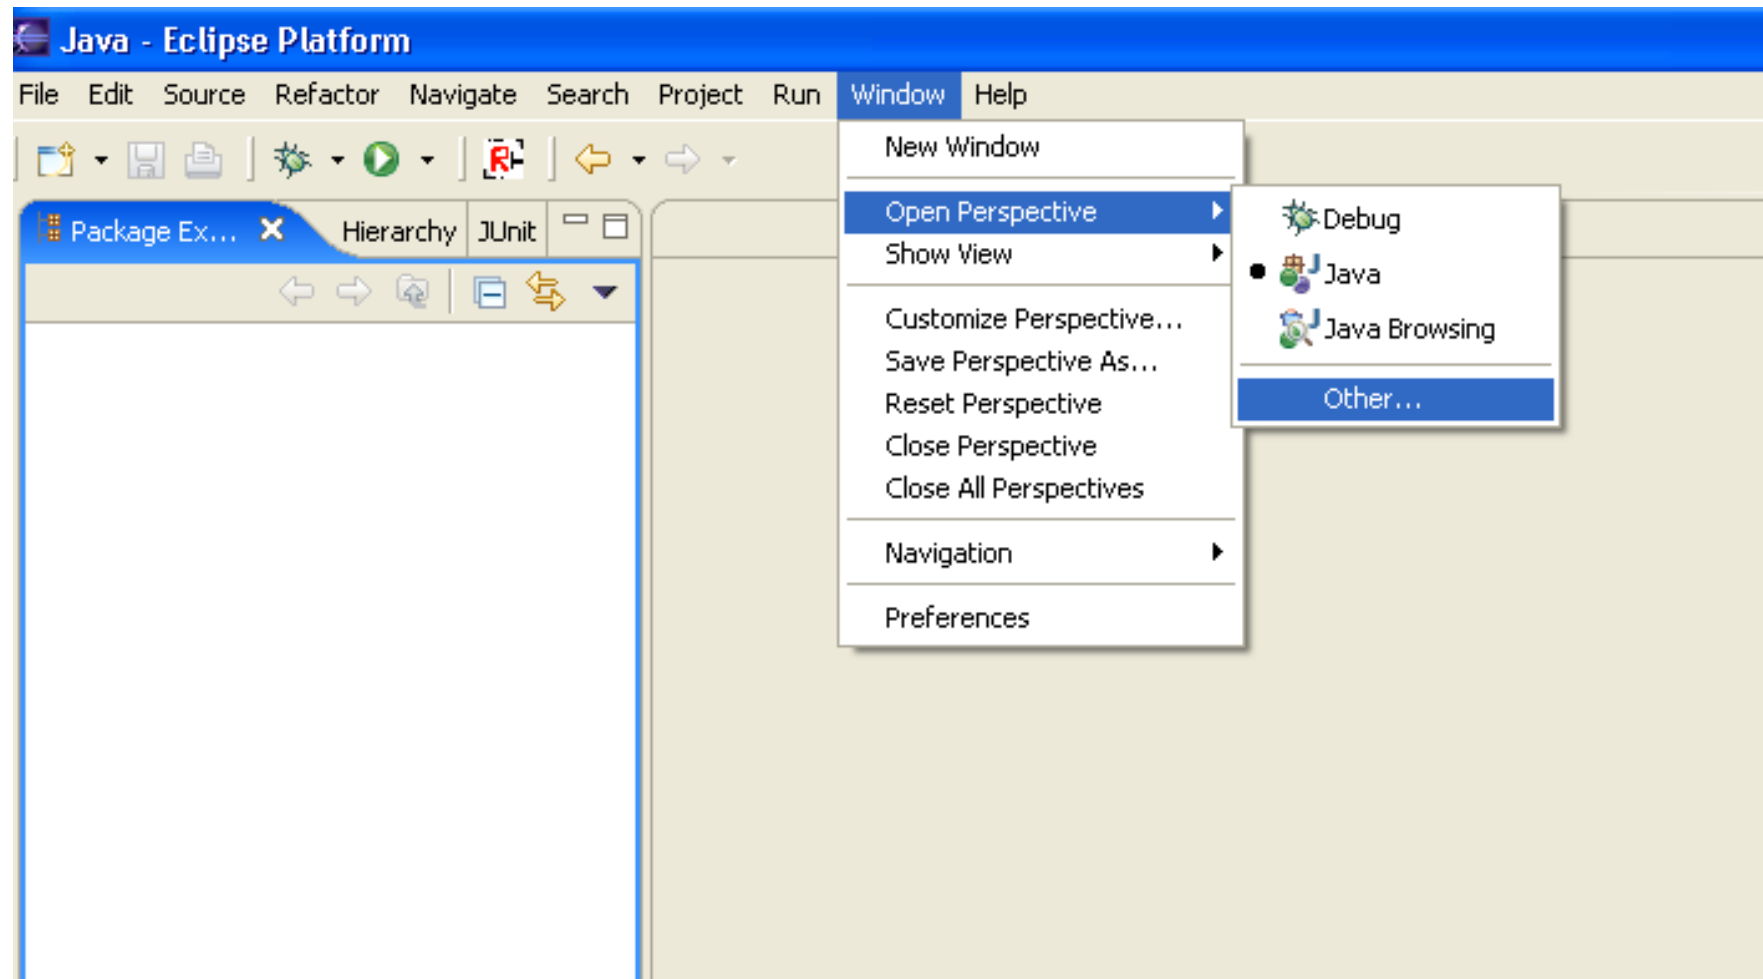 Java - Eclipse Platform
File Edit Source Refactor Navigate Search Project Run Window Help
Package Ex... Hierarchy JUnit
New Window
Open Perspective
Show View
Customize Perspective...
Save Perspective As...
Reset Perspective
Close Perspective
Close All Perspectives
Navigation
Preferences
Debug
Java
Java Browsing
Other...